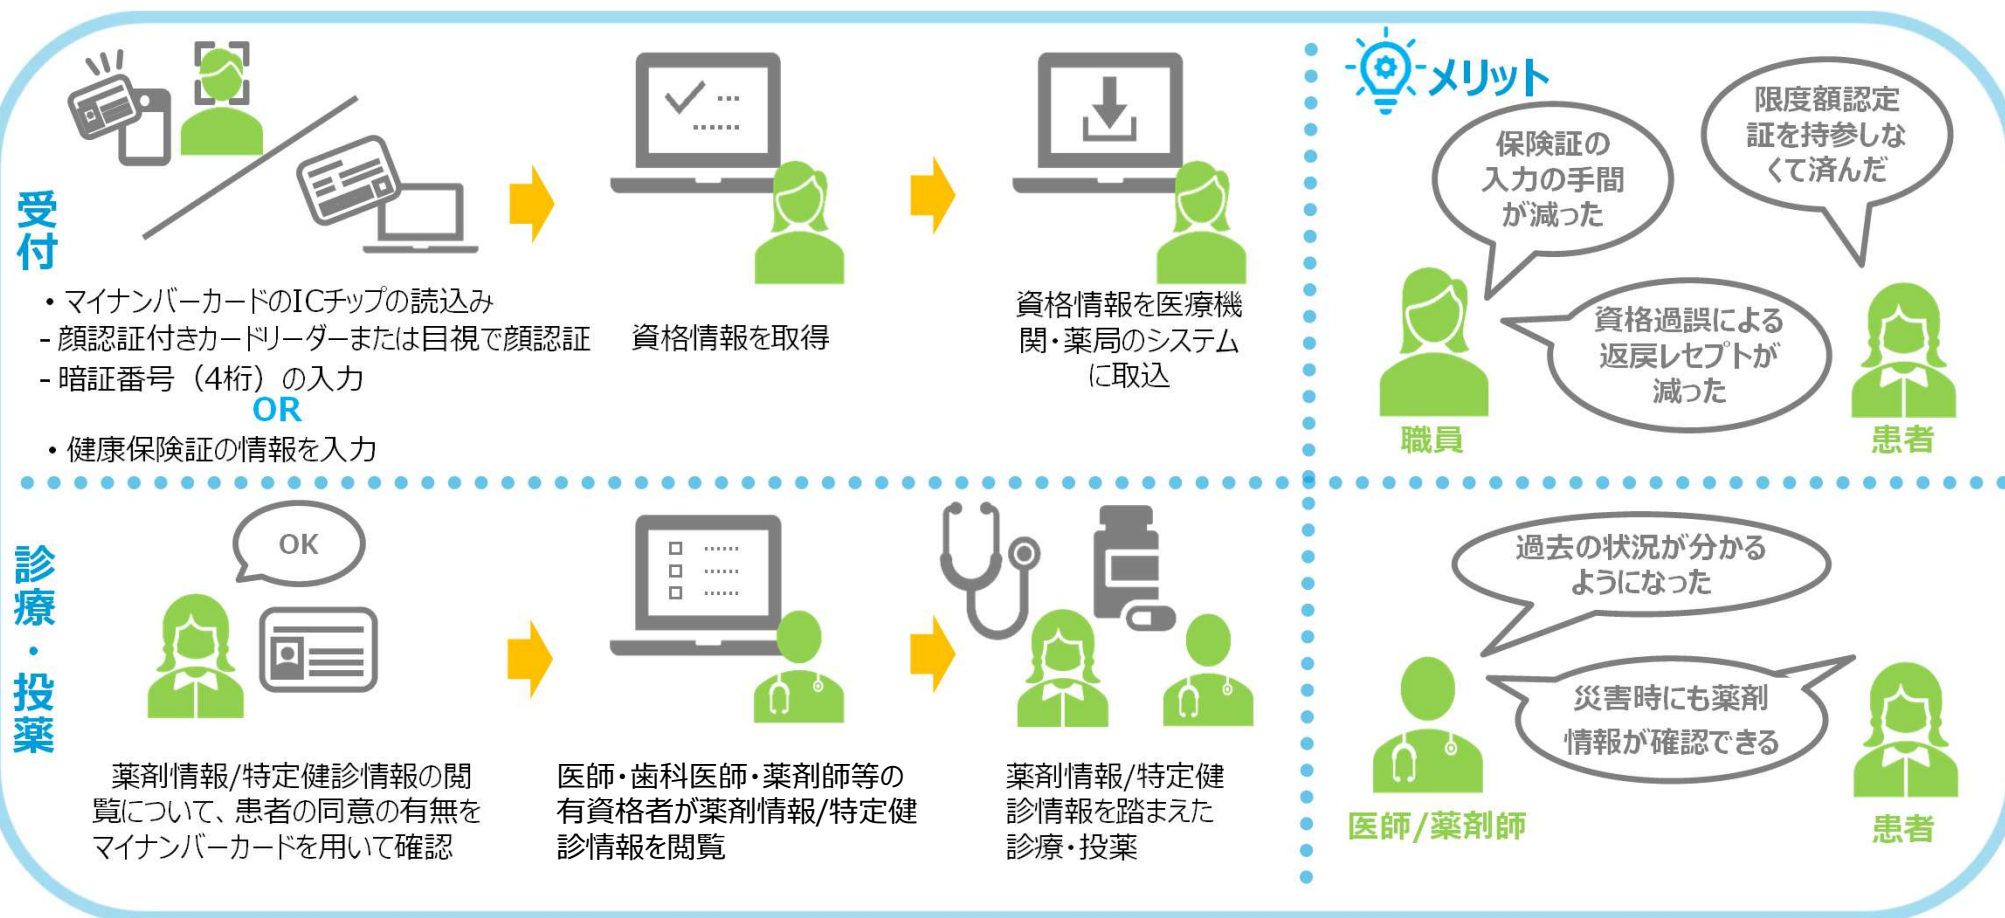 受付
・マイナンバーカードのICチップの読込み
- 顔認証付きカードリーダーまたは目視で顔認証
- 暗証番号（4桁）の入力
OR
・健康保険証の情報を入力
資格情報を取得
資格情報を医療機
関・薬局のシステム
に取込
メリット
保険証の
入力の手間
が減った
限度額認定
証を持参しな
くて済んだ
資格過誤による
返戻レセプトが
減った
職員
患者
診療・投薬
OK
薬剤情報/特定健診情報の閲
覧について、患者の同意の有無を
マイナンバーカードを用いて確認
医師・歯科医師・薬剤師等の
有資格者が薬剤情報/特定健
診情報を閲覧
薬剤情報/特定健
診情報を踏まえた
診療・投薬
過去の状況が分かる
ようになった
災害時にも薬剤
情報が確認できる
医師/薬剤師
患者